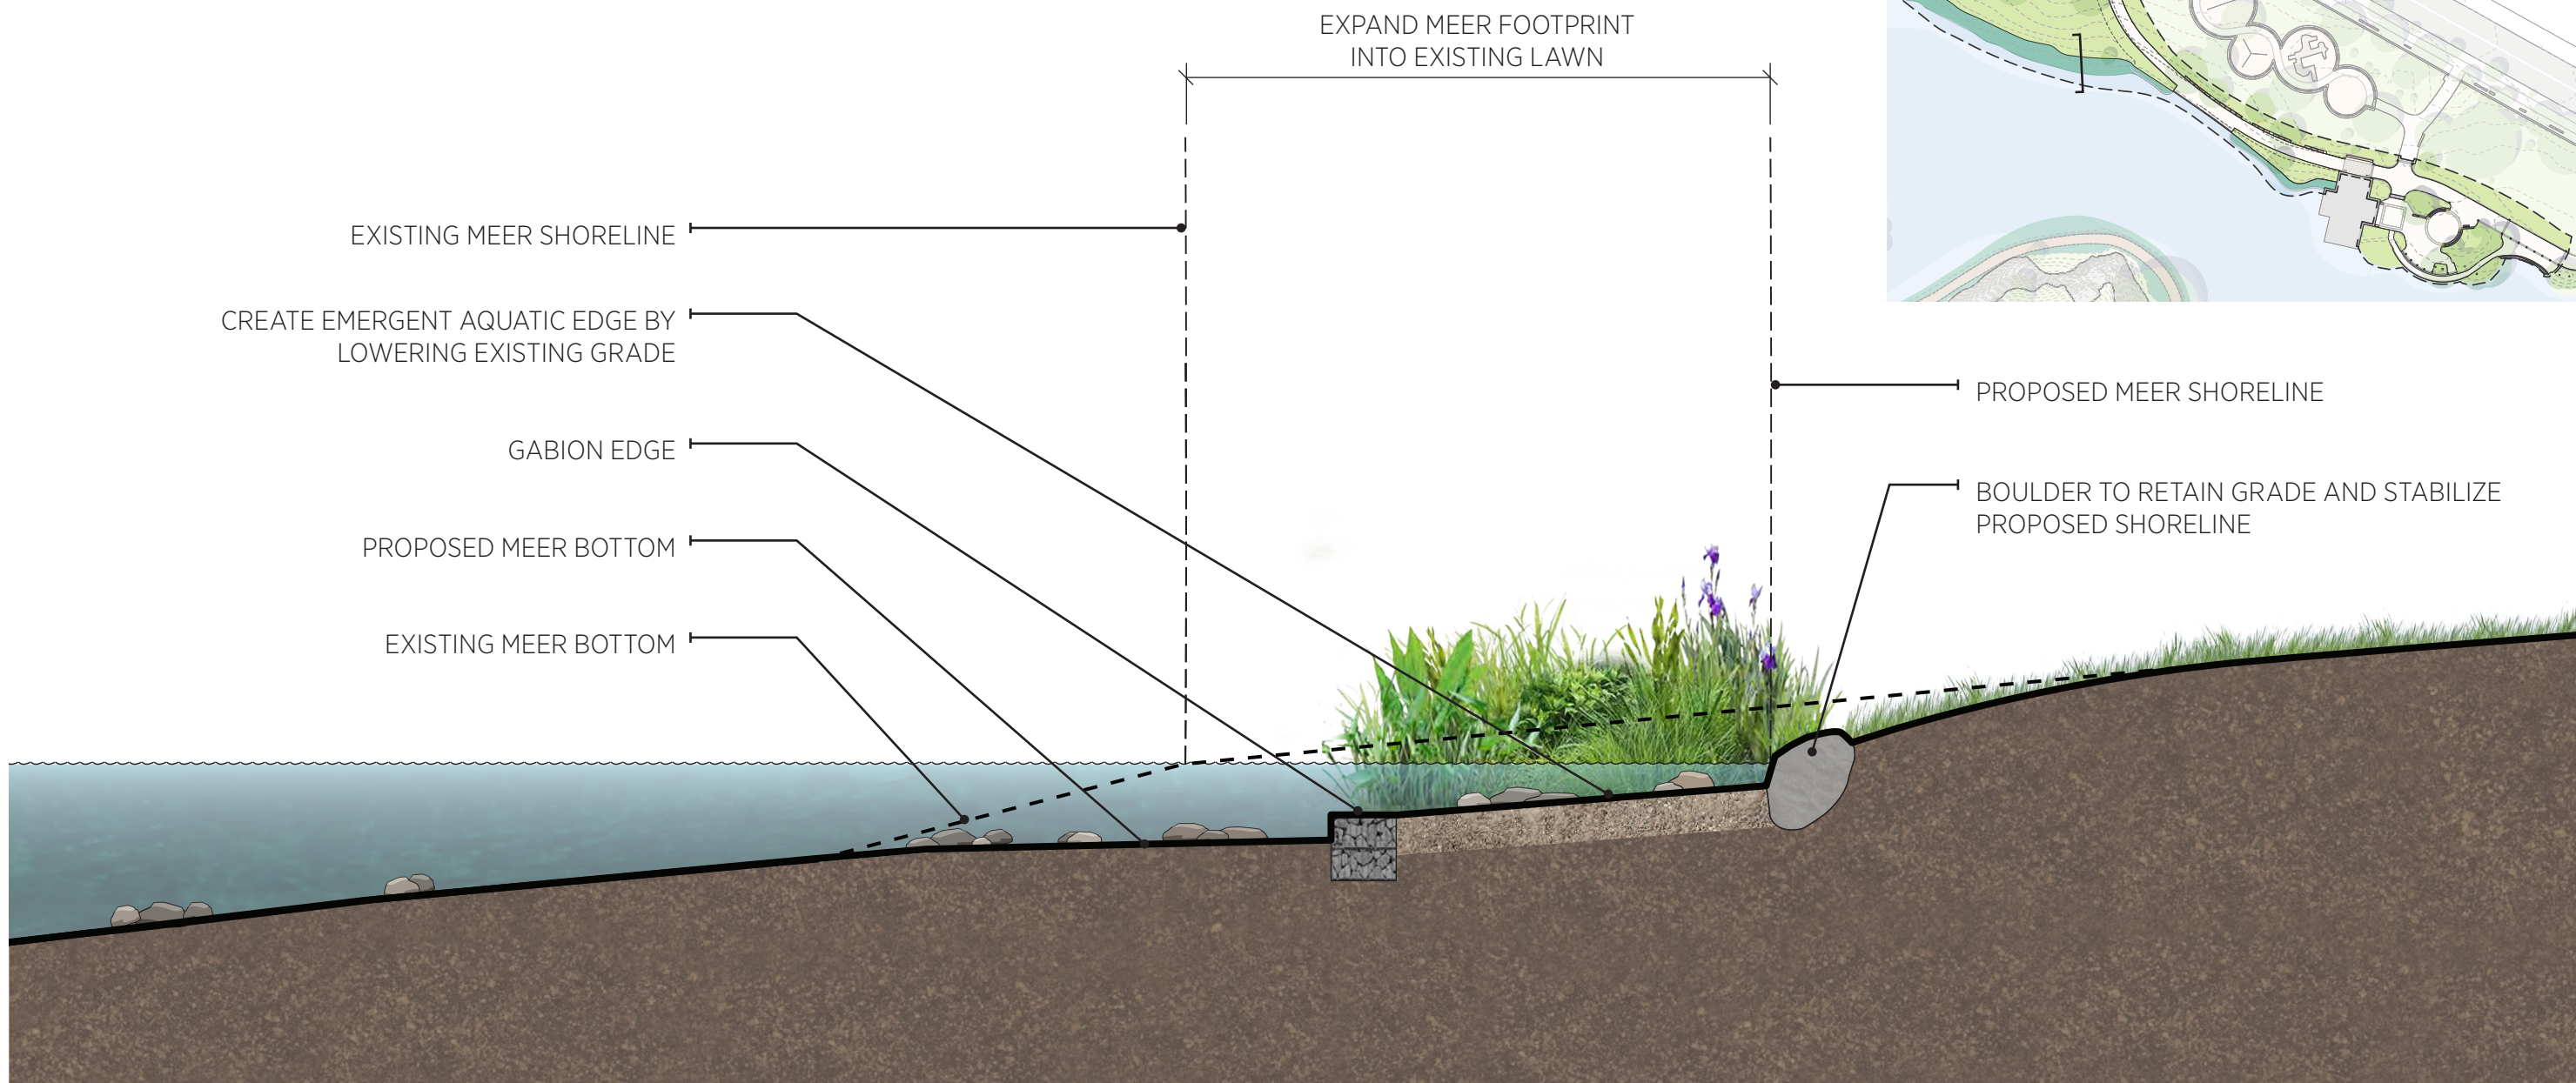 EXPAND MEER FOOTPRINT
INTO EXISTING LAWN
EXISTING MEER SHORELINE
CREATE EMERGENT AQUATIC EDGE BY
LOWERING EXISTING GRADE
GABION EDGE
PROPOSED MEER BOTTOM
EXISTING MEER BOTTOM
PROPOSED MEER SHORELINE
BOULDER TO RETAIN GRADE AND STABILIZE
PROPOSED SHORELINE